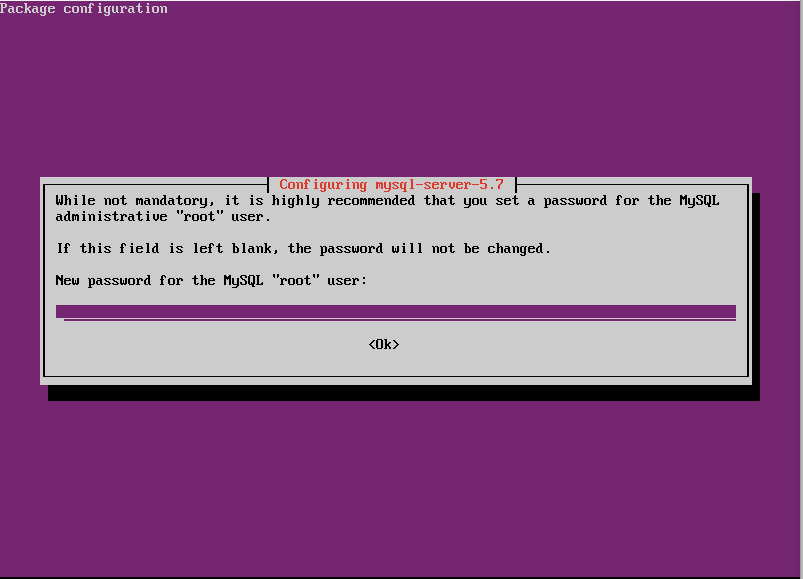 Package configuration
Configuring mysql-server-5.7
While not mandatory, it is highly recommended that you set a password for the MySQL
administrative "root" user.
If this field is left blank, the password will not be changed.
New password for the MySQL "root" user:
<Ok>